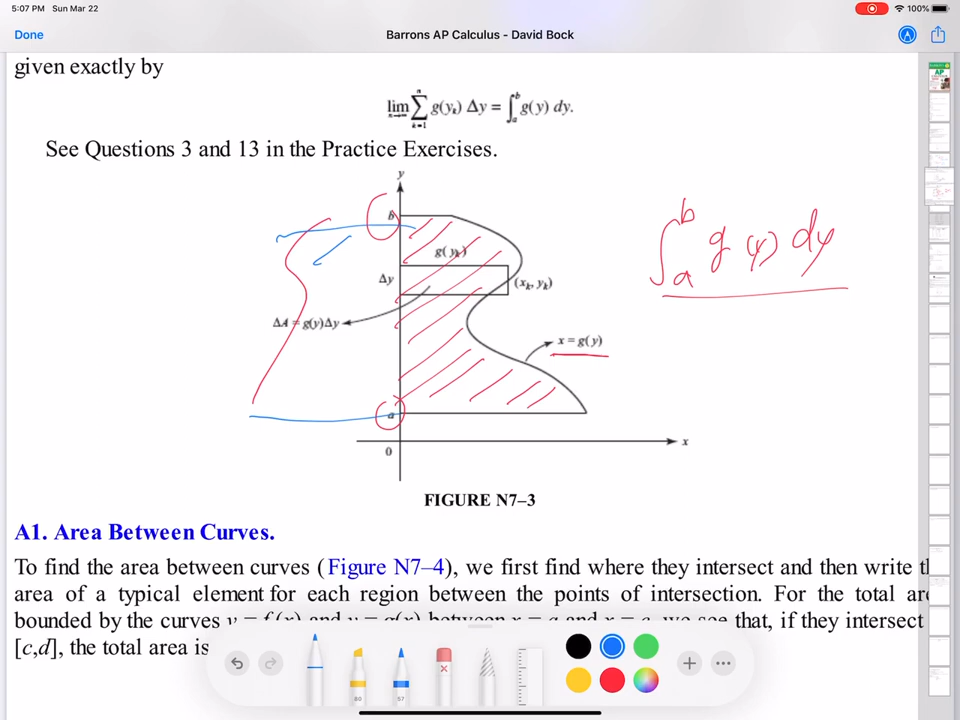 5:07 PM Sun Mar 22
100%
Done
Barrons AP Calculus - David Bock
given exactly by
lim n→∞ n ∑ k=1 g(yₖ) Δy = ∫ₐᵇ g(y) dy.
See Questions 3 and 13 in the Practice Exercises.
y
b
g(yₖ)
Δy
(xₖ, yₖ)
ΔA = g(y)Δy
x = g(y)
a
0
x
∫ₐᵇ g(y) dy
FIGURE N7–3
A1. Area Between Curves.
To find the area between curves (Figure N7–4), we first find where they intersect and then write
area of a typical element for each region between the points of intersection. For the total
bounded by the curves
that, if they intersect
[c,d], the total area is